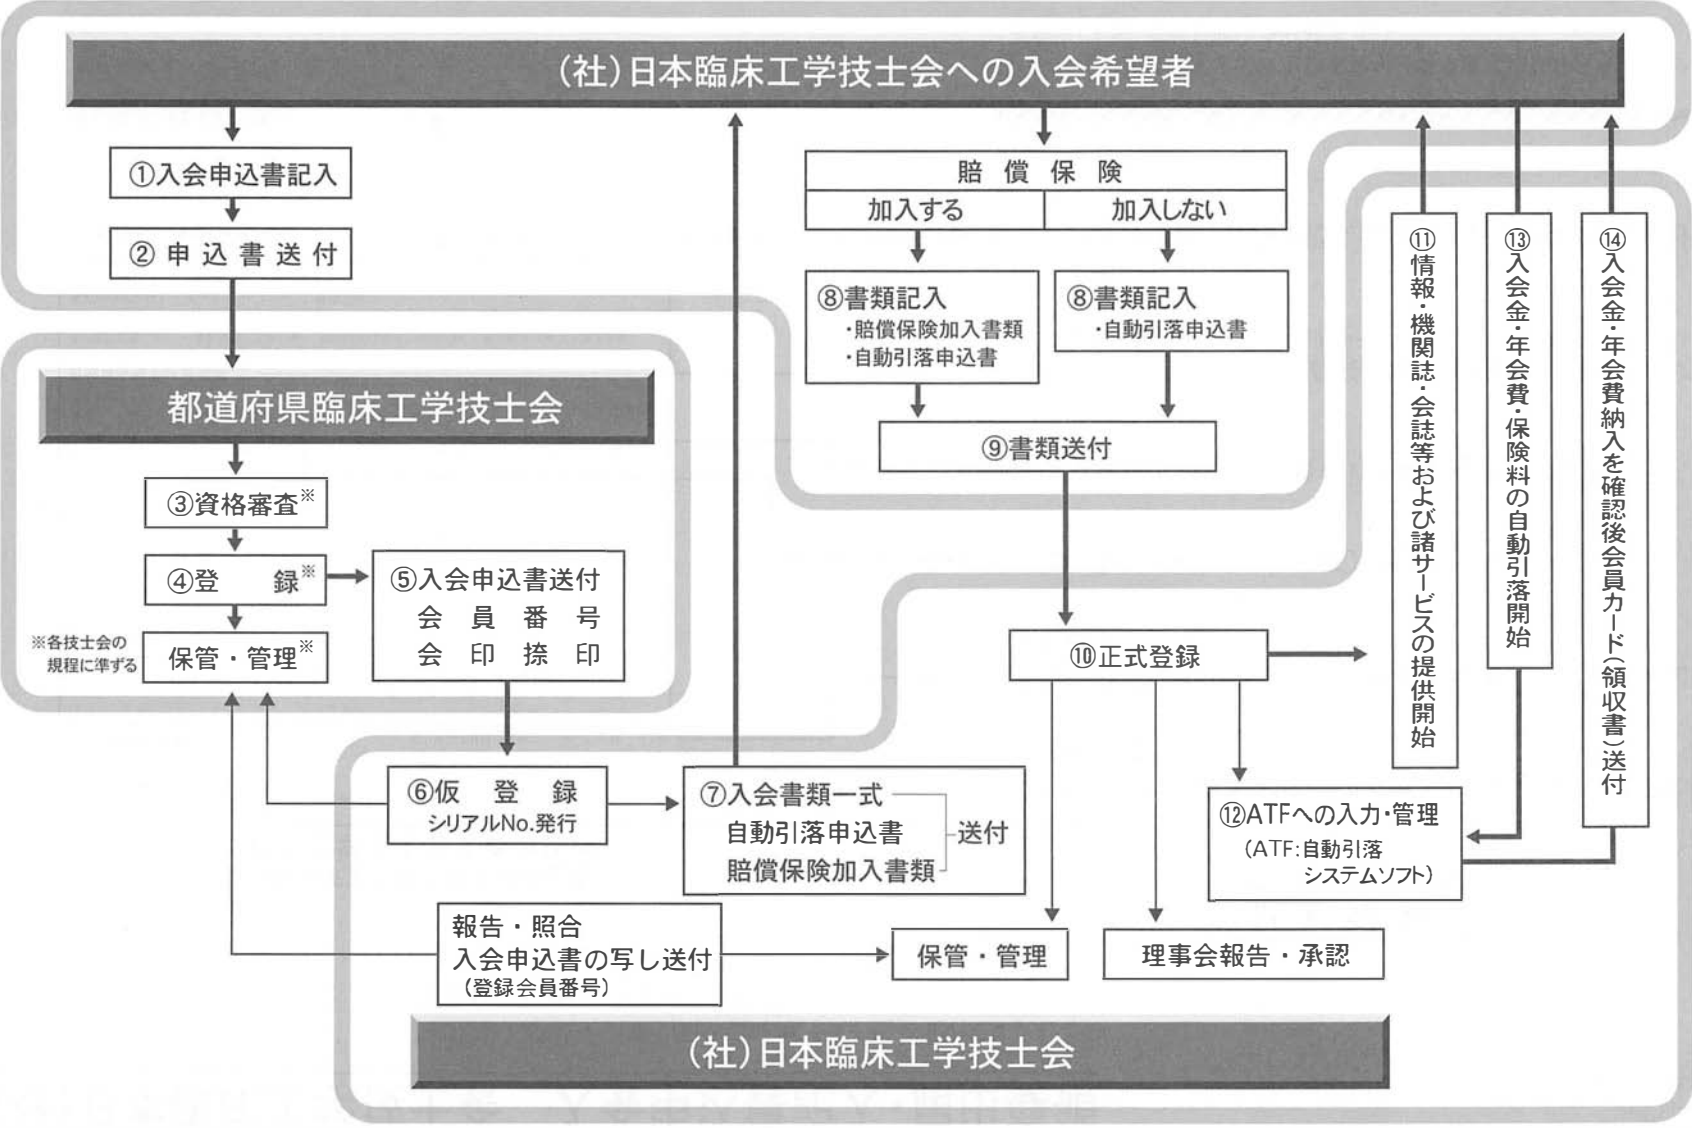 (社)日本臨床工学技士会への入会希望者
①入会申込書記入
②申込書送付
賠償保険
加入する
加入しない
⑧書類記入
・賠償保険加入書類
・自動引落申込書
⑧書類記入
・自動引落申込書
⑨書類送付
都道府県臨床工学技士会
③資格審査※
④登 録※
保管・管理※
※各技士会の
規程に準ずる
⑤入会申込書送付
会員番号
会印捺印
⑥仮登録
シリアルNo.発行
⑦入会書類一式
自動引落申込書
賠償保険加入書類
送付
⑩正式登録
⑪情報・機関誌・会誌等および諸サービスの提供開始
⑬入会金・年会費・保険料の自動引落開始
⑭入会金・年会費納入を確認後会員カード(領収書)送付
⑫ATFへの入力・管理
(ATF:自動引落
システムソフト)
報告・照合
入会申込書の写し送付
(登録会員番号)
保管・管理
理事会報告・承認
(社)日本臨床工学技士会